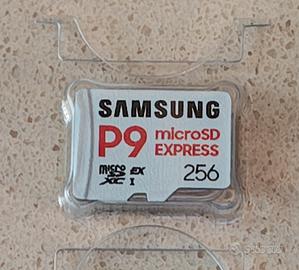 SAMSUNG
P9 microSD
EXPRESS
micro SD XC EX I
256